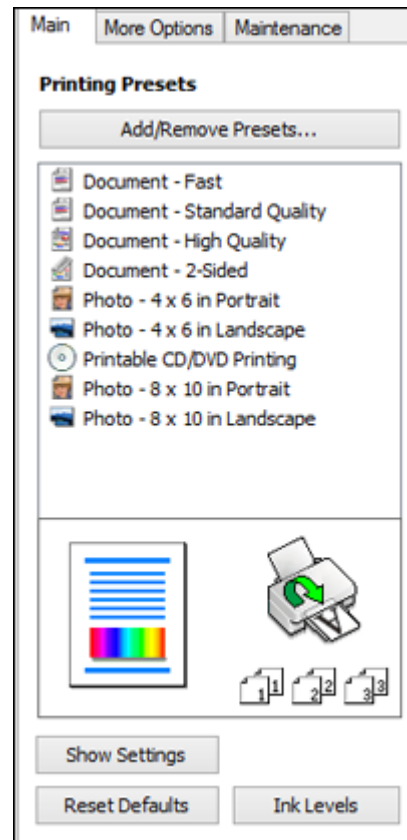 Main More Options Maintenance
Printing Presets
Add/Remove Presets...
Document - Fast
Document - Standard Quality
Document - High Quality
Document - 2-Sided
Photo - 4 x 6 in Portrait
Photo - 4 x 6 in Landscape
Printable CD/DVD Printing
Photo - 8 x 10 in Portrait
Photo - 8 x 10 in Landscape
1 1 2 2 3 3
Show Settings
Reset Defaults Ink Levels